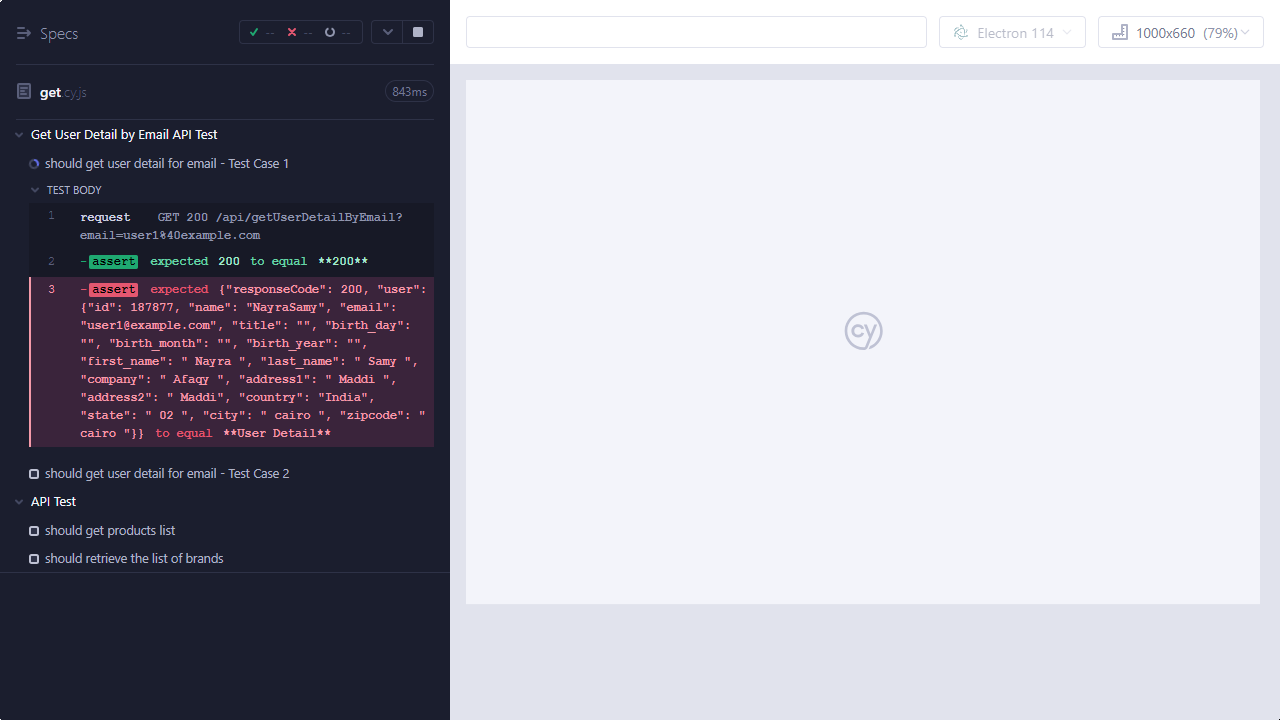 Specs
--
--
--
Electron 114
1000x660 (79%)
get.cy.js
843ms
Get User Detail by Email API Test
should get user detail for email - Test Case 1
TEST BODY
1 request GET 200 /api/getUserDetailByEmail?
email=user1%40example.com
2 -assert expected 200 to equal **200**
3 -assert expected {"responseCode": 200, "user":
{"id": 187877, "name": "NayraSamy", "email":
"user1@example.com", "title": "", "birth_day":
"", "birth_month": "", "birth_year": "",
"first_name": " Nayra ", "last_name": " Samy ",
"company": " Afaqy ", "address1": " Maddi ",
"address2": " Maddi", "country": "India",
"state": " 02 ", "city": " cairo ", "zipcode": "
cairo "}} to equal **User Detail**
should get user detail for email - Test Case 2
API Test
should get products list
should retrieve the list of brands
cy